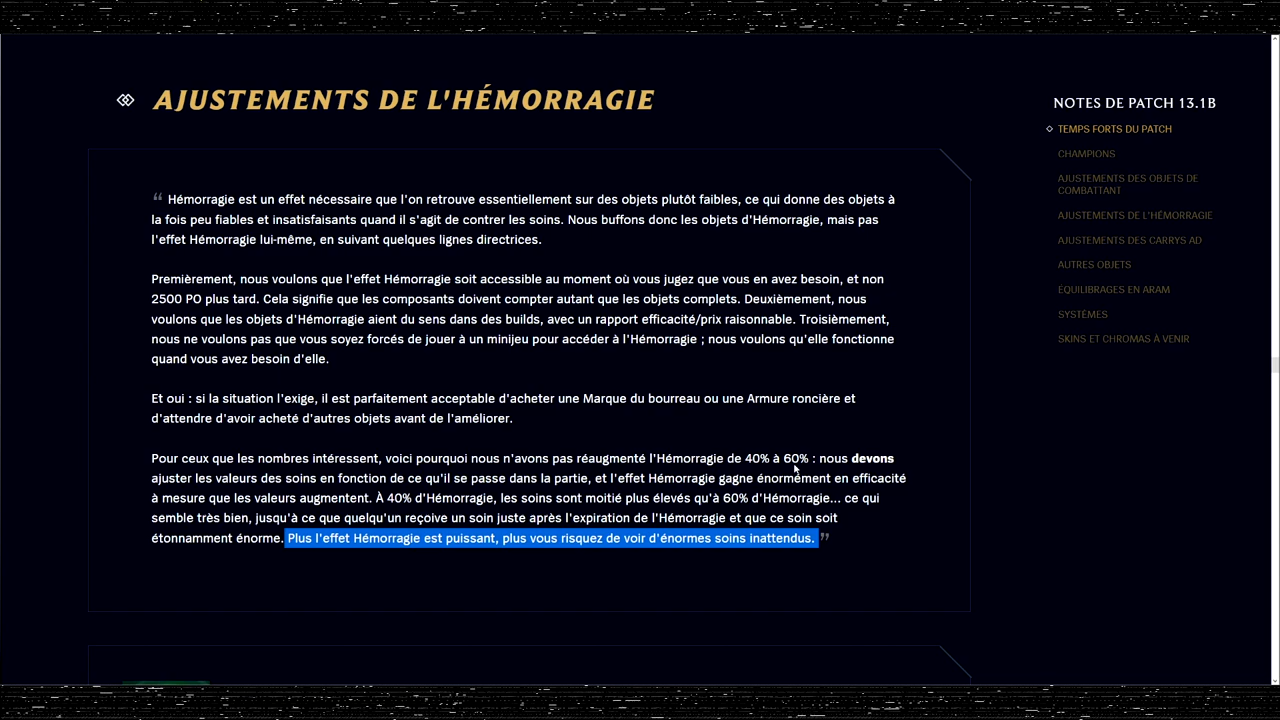 AJUSTEMENTS DE L'HÉMORRAGIE
“ Hémorragie est un effet nécessaire que l'on retrouve essentiellement sur des objets plutôt faibles, ce qui donne des objets à
la fois peu fiables et insatisfaisants quand il s'agit de contrer les soins. Nous buffons donc les objets d'Hémorragie, mais pas
l'effet Hémorragie lui-même, en suivant quelques lignes directrices.
Premièrement, nous voulons que l'effet Hémorragie soit accessible au moment où vous jugez que vous en avez besoin, et non
2500 PO plus tard. Cela signifie que les composants doivent compter autant que les objets complets. Deuxièmement, nous
voulons que les objets d'Hémorragie aient du sens dans des builds, avec un rapport efficacité/prix raisonnable. Troisièmement,
nous ne voulons pas que vous soyez forcés de jouer à un minijeu pour accéder à l'Hémorragie ; nous voulons qu'elle fonctionne
quand vous avez besoin d'elle.
Et oui : si la situation l'exige, il est parfaitement acceptable d'acheter une Marque du bourreau ou une Armure roncière et
d'attendre d'avoir acheté d'autres objets avant de l'améliorer.
Pour ceux que les nombres intéressent, voici pourquoi nous n'avons pas réaugmenté l'Hémorragie de 40% à 60% : nous devons
ajuster les valeurs des soins en fonction de ce qu'il se passe dans la partie, et l'effet Hémorragie gagne énormément en efficacité
à mesure que les valeurs augmentent. À 40% d'Hémorragie, les soins sont moitié plus élevés qu'à 60% d'Hémorragie... ce qui
semble très bien, jusqu'à ce que quelqu'un reçoive un soin juste après l'expiration de l'Hémorragie et que ce soin soit
étonnamment énorme. Plus l'effet Hémorragie est puissant, plus vous risquez de voir d'énormes soins inattendus. ”
NOTES DE PATCH 13.1B
TEMPS FORTS DU PATCH
CHAMPIONS
AJUSTEMENTS DES OBJETS DE
COMBATTANT
AJUSTEMENTS DE L'HÉMORRAGIE
AJUSTEMENTS DES CARRYS AD
AUTRES OBJETS
ÉQUILIBRAGES EN ARAM
SYSTÈMES
SKINS ET CHROMAS À VENIR